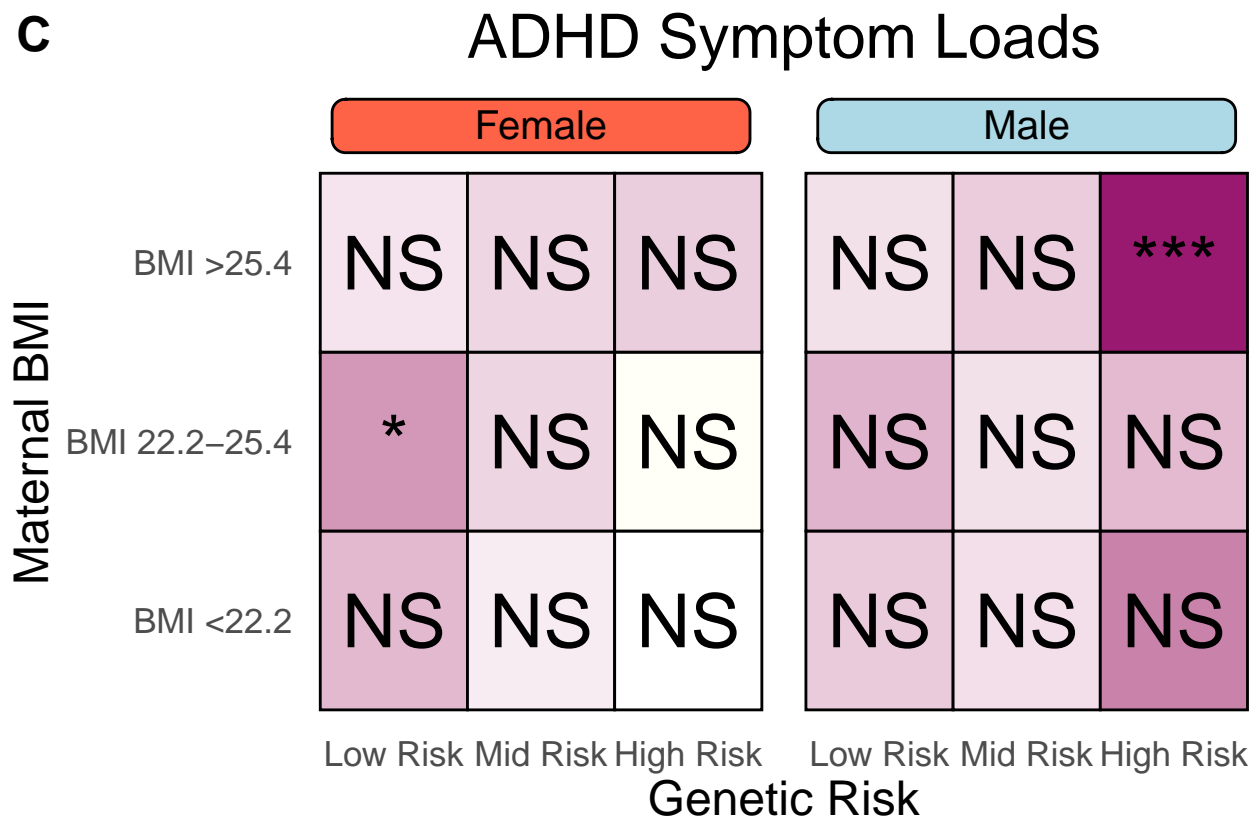 C
ADHD Symptom Loads
Female
Male
Maternal BMI
BMI >25.4
NS NS NS NS NS ***
BMI 22.2–25.4
* NS NS NS NS NS
BMI <22.2
NS NS NS NS NS NS
Low Risk Mid Risk High Risk Low Risk Mid Risk High Risk
Genetic Risk